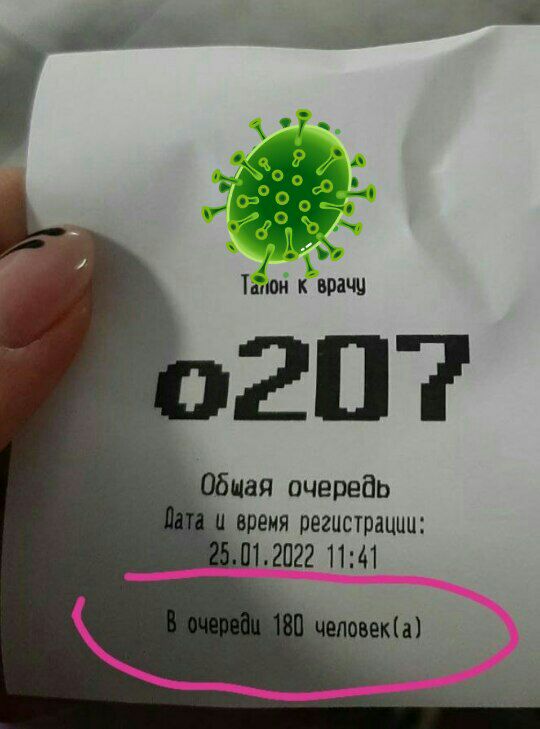 Талон к врачу
о207
Общая очередь
Дата и время регистрации:
25.01.2022 11:41
В очереди 180 человек(а)